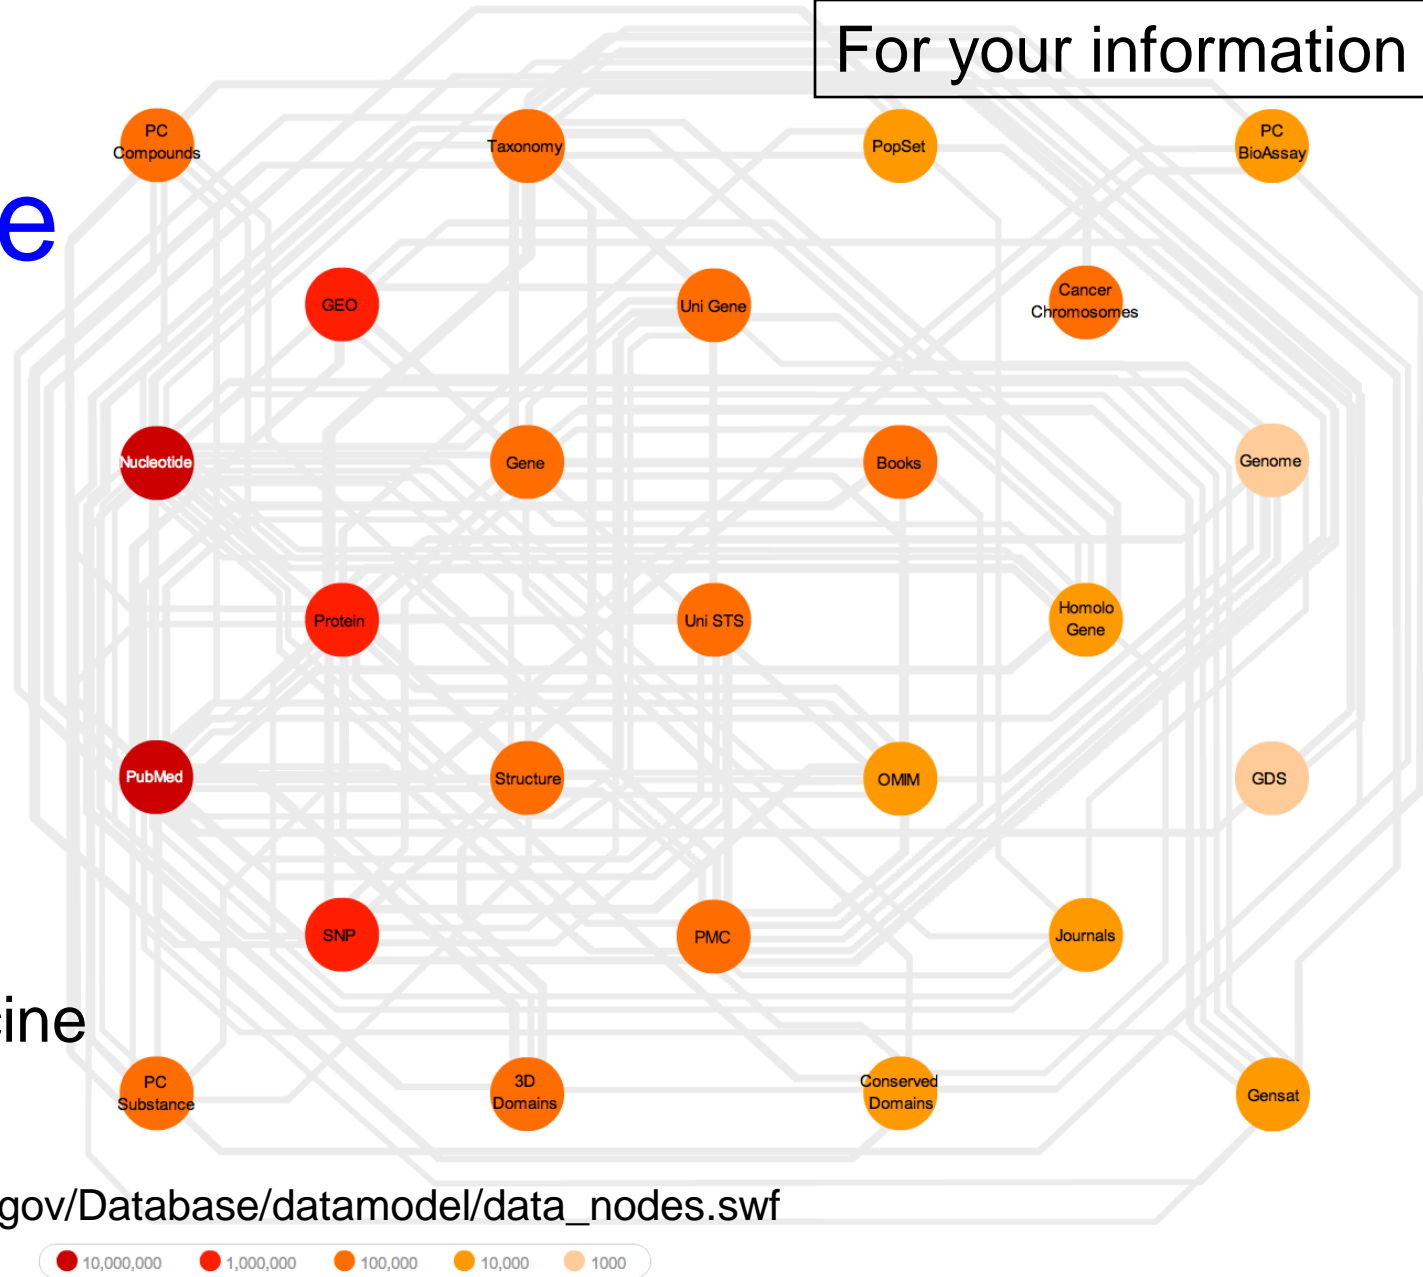 For your information
PC
Compounds
Taxonomy
PopSet
PC
BioAssay
e
GEO
Uni Gene
Cancer
Chromosomes
Nucleotide
Gene
Books
Genome
Protein
Uni STS
Homolo
Gene
PubMed
Structure
OMIM
GDS
SNP
PMC
Journals
cine
PC
Substance
3D
Domains
Conserved
Domains
Gensat
gov/Database/datamodel/data_nodes.swf
10,000,000
1,000,000
100,000
10,000
1000